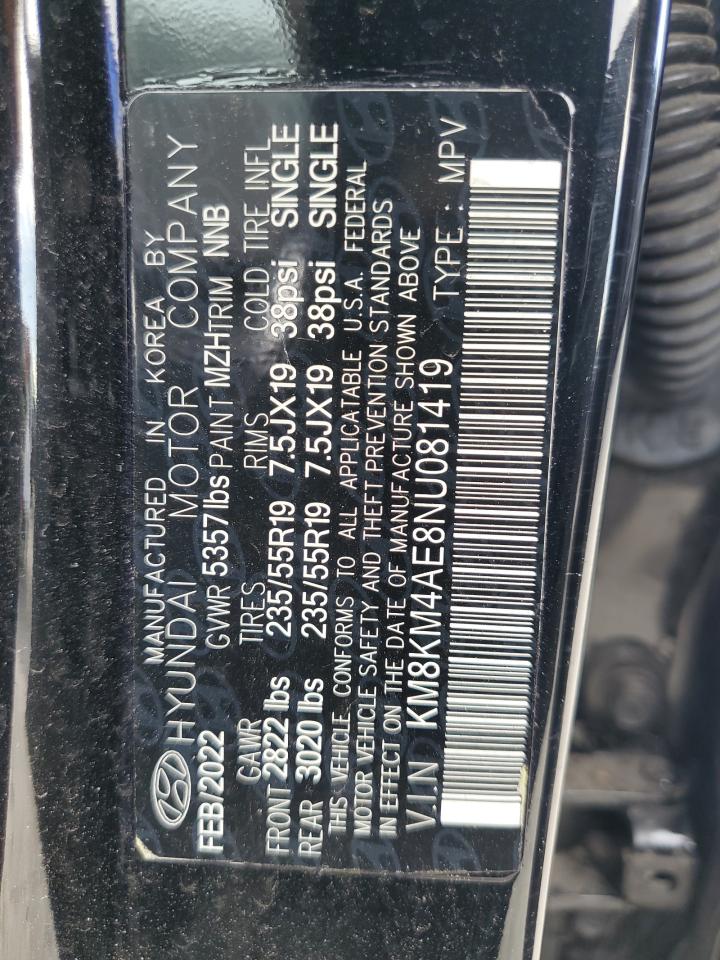 MANUFACTURED IN KOREA BY
HYUNDAI MOTOR COMPANY
FEB/2022 GVWR 5357lbs PAINT MZH TRIM NNB
GAWR TIRES RIMS COLD TIRE INFL
FRONT 2822 lbs 235/55R19 7.5JX19 38psi SINGLE
REAR 3020 lbs 235/55R19 7.5JX19 38psi SINGLE
THIS VEHICLE CONFORMS TO ALL APPLICABLE U.S.A. FEDERAL
MOTOR VEHICLE SAFETY AND THEFT PREVENTION STANDARDS
IN EFFECT ON THE DATE OF MANUFACTURE SHOWN ABOVE
V.I.N : KM8KM4AE8NU081419 TYPE : MPV